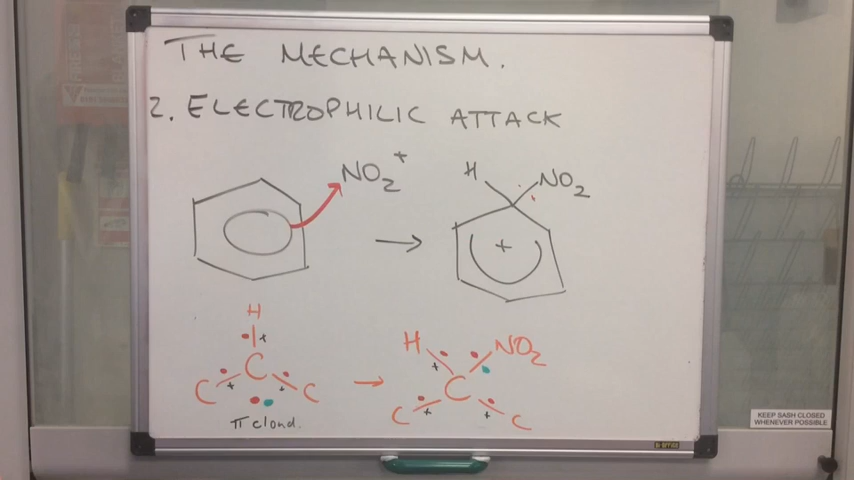 THE MECHANISM.
2. ELECTROPHILIC ATTACK
NO2+
H NO2
+
H
C
C C
π cloud.
H NO2
C
C C
KEEP SASH CLOSED
WHENEVER POSSIBLE